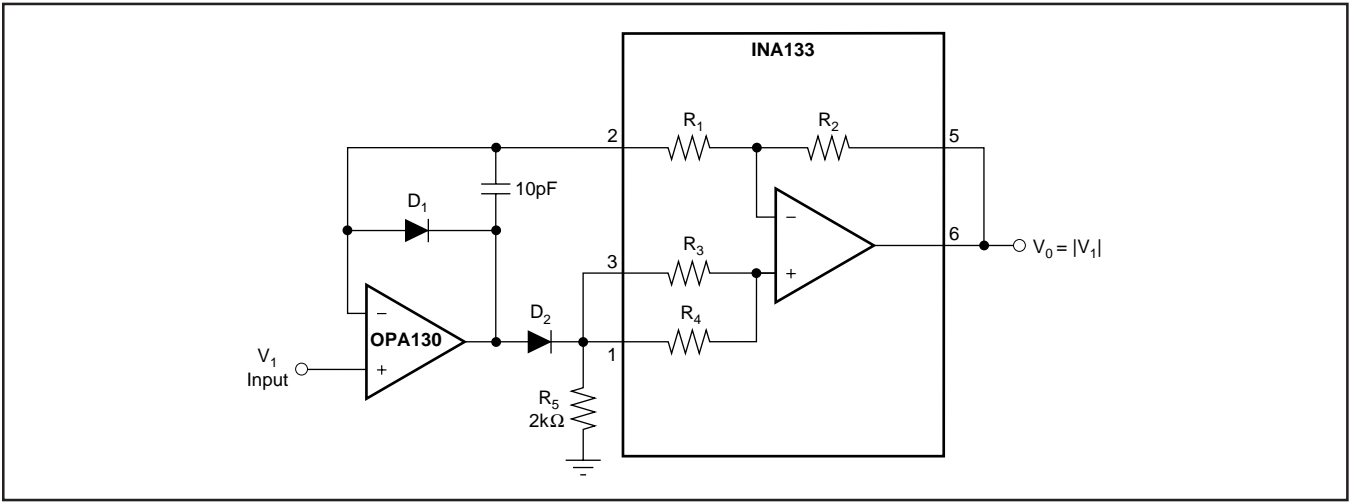 INA133
R1
R2
2
5
10pF
D1
6
V0 = |V1|
R3
3
R4
D2
OPA130
1
V1
Input
R5
2kΩ
−
+
−
+